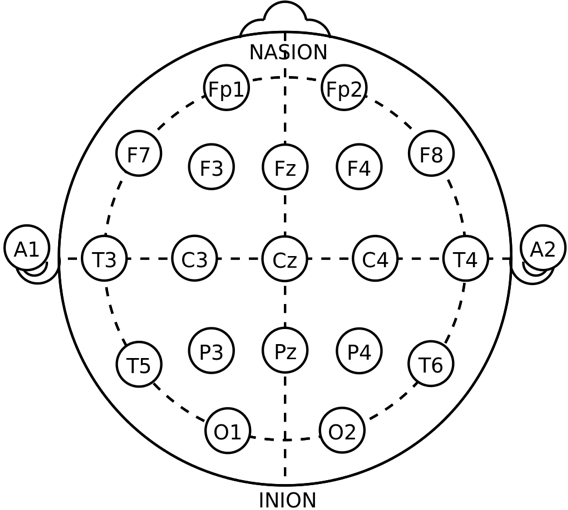 NASION
Fp1 Fp2
F7 F3 Fz F4 F8
A1 T3 C3 Cz C4 T4 A2
T5 P3 Pz P4 T6
O1 O2
INION